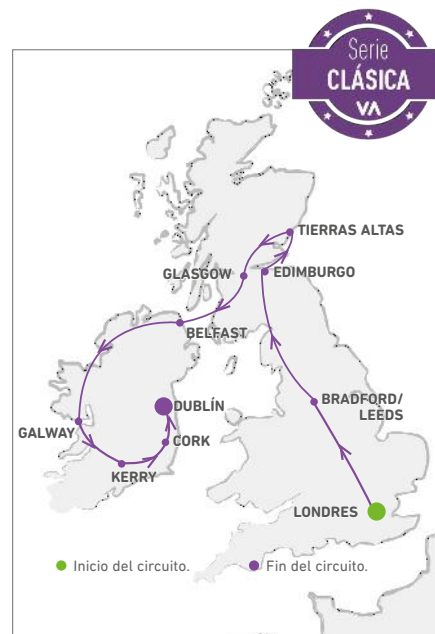 Serie
CLÁSICA
VA
TIERRAS ALTAS
GLASGOW
EDIMBURGO
BELFAST
BRADFORD/
LEEDS
DUBLÍN
GALWAY
CORK
KERRY
LONDRES
Inicio del circuito.
Fin del circuito.